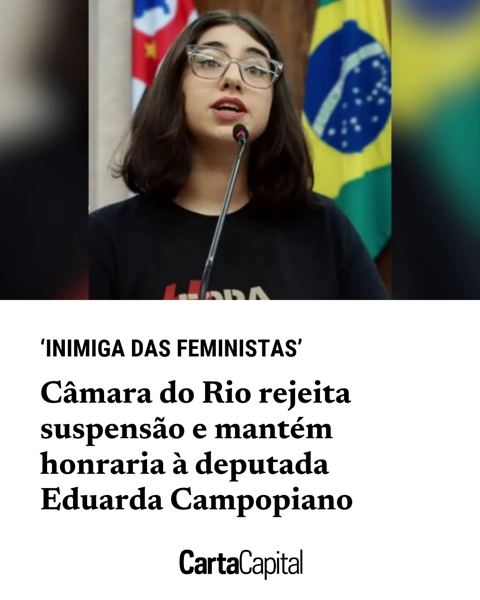 'INIMIGA DAS FEMINISTAS'
Câmara do Rio rejeita
suspensão e mantém
honraria à deputada
Eduarda Campopiano
CartaCapital